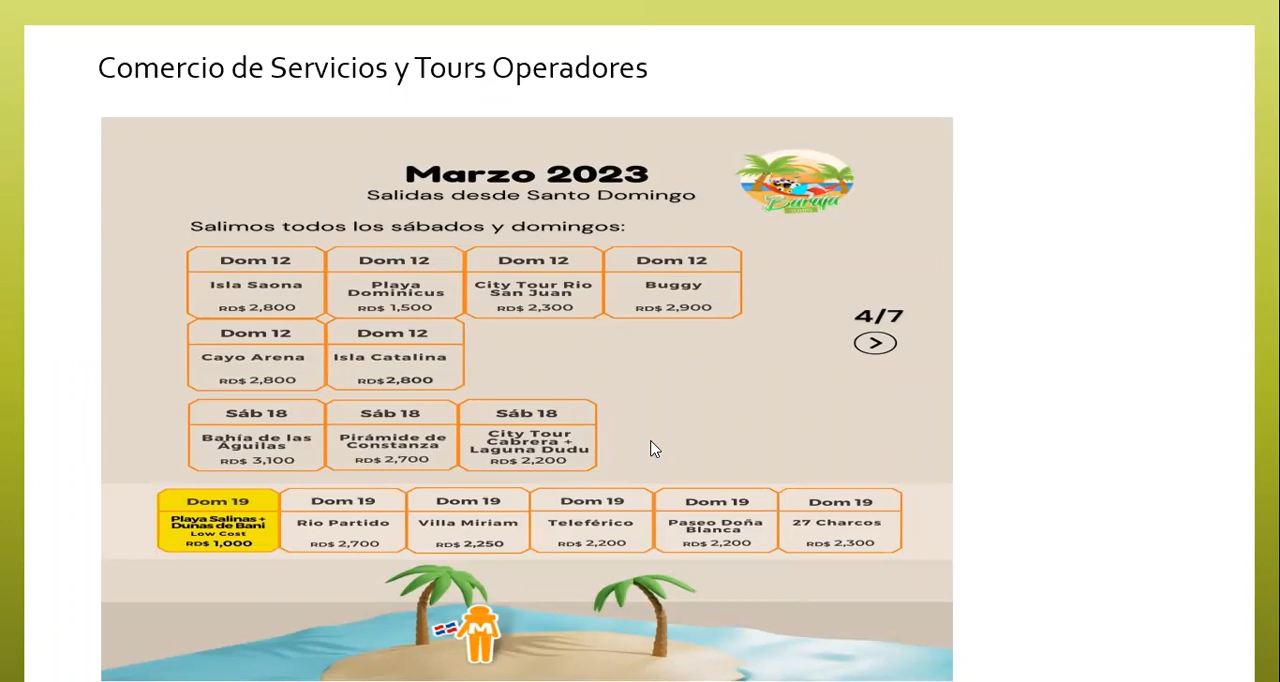 Comercio de Servicios y Tours Operadores
Marzo 2023
Salidas desde Santo Domingo
Salimos todos los sábados y domingos:
Dom 12
Isla Saona
RD$ 2,800
Dom 12
Playa
Dominicus
RD$ 1,500
Dom 12
City Tour Rio
San Juan
RD$ 2,300
Dom 12
Buggy
RD$ 2,900
4/7
>
Dom 12
Cayo Arena
RD$ 2,800
Dom 12
Isla Catalina
RD$ 2,800
Sáb 18
Bahía de las
Águilas
RD$ 3,100
Sáb 18
Pirámide de
Constanza
RD$ 2,700
Sáb 18
City Tour
Cabrera +
Laguna Dudu
RD$ 2,200
Dom 19
Playa Salinas +
Dunas de Bani
Low Cost
RD$ 1,000
Dom 19
Rio Partido
RD$ 2,700
Dom 19
Villa Miriam
RD$ 2,250
Dom 19
Teleférico
RD$ 2,200
Dom 19
Paseo Doña
Blanca
RD$ 2,200
Dom 19
27 Charcos
RD$ 2,300
M